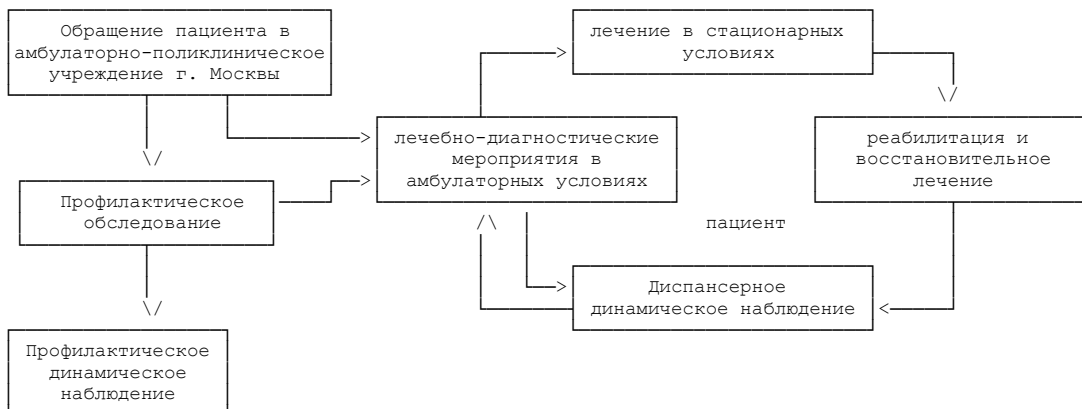 Обращение пациента в
амбулаторно-поликлиническое
учреждение г. Москвы
лечение в стационарных
условиях
лечебно-диагностические
мероприятия в
амбулаторных условиях
реабилитация и
восстановительное
лечение
Профилактическое
обследование
пациент
Диспансерное
динамическое наблюдение
Профилактическое
динамическое
наблюдение